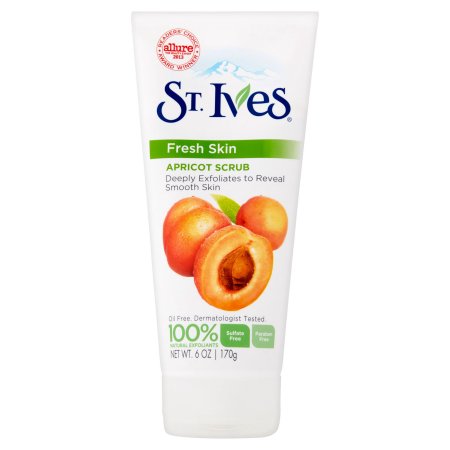 READERS' CHOICE
allure
2013
AWARD WINNER
ST. IVES®
Fresh Skin
APRICOT SCRUB
Deeply Exfoliates to Reveal
Smooth Skin
Oil Free. Dermatologist Tested.
100%
NATURAL EXFOLIANTS
Sulfate
Free
Paraben
Free
NET WT. 6 OZ | 170g